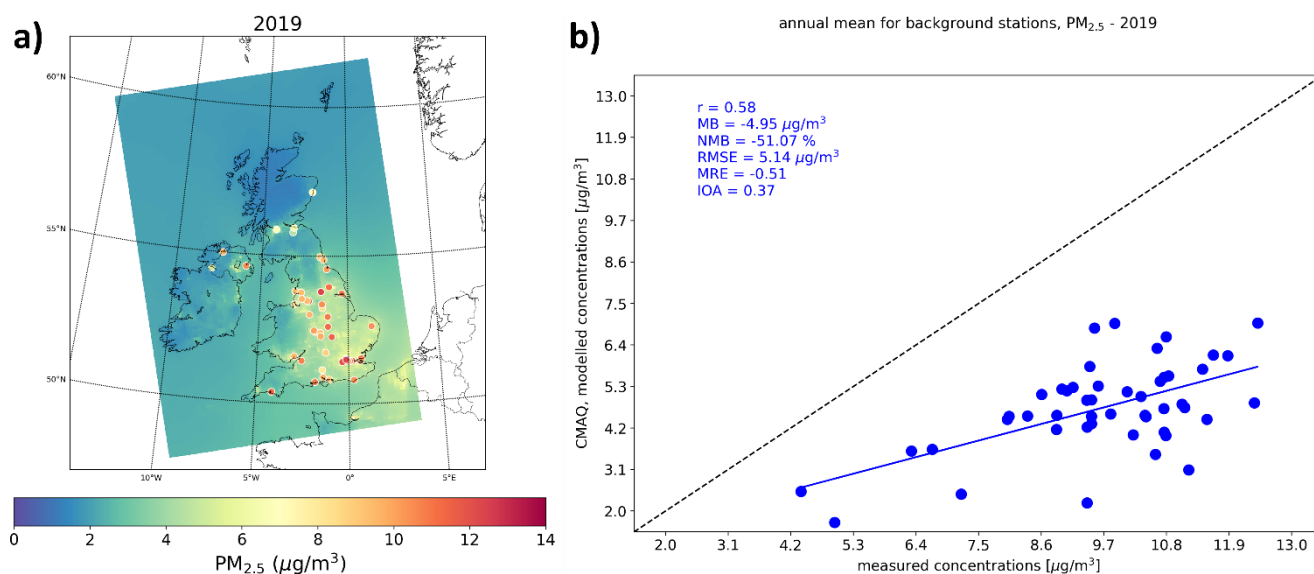 a)
2019
60°N
55°N
50°N
10°W
5°W
0°
5°E
0
2
4
6
8
10
12
14
PM2.5 (µg/m3)
b)
annual mean for background stations, PM2.5 - 2019
r = 0.58
MB = -4.95 µg/m3
NMB = -51.07 %
RMSE = 5.14 µg/m3
MRE = -0.51
IOA = 0.37
CMAQ, modelled concentrations [µg/m3]
13.0
11.9
10.8
9.7
8.6
7.5
6.4
5.3
4.2
3.1
2.0
2.0
3.1
4.2
5.3
6.4
7.5
8.6
9.7
10.8
11.9
13.0
measured concentrations [µg/m3]